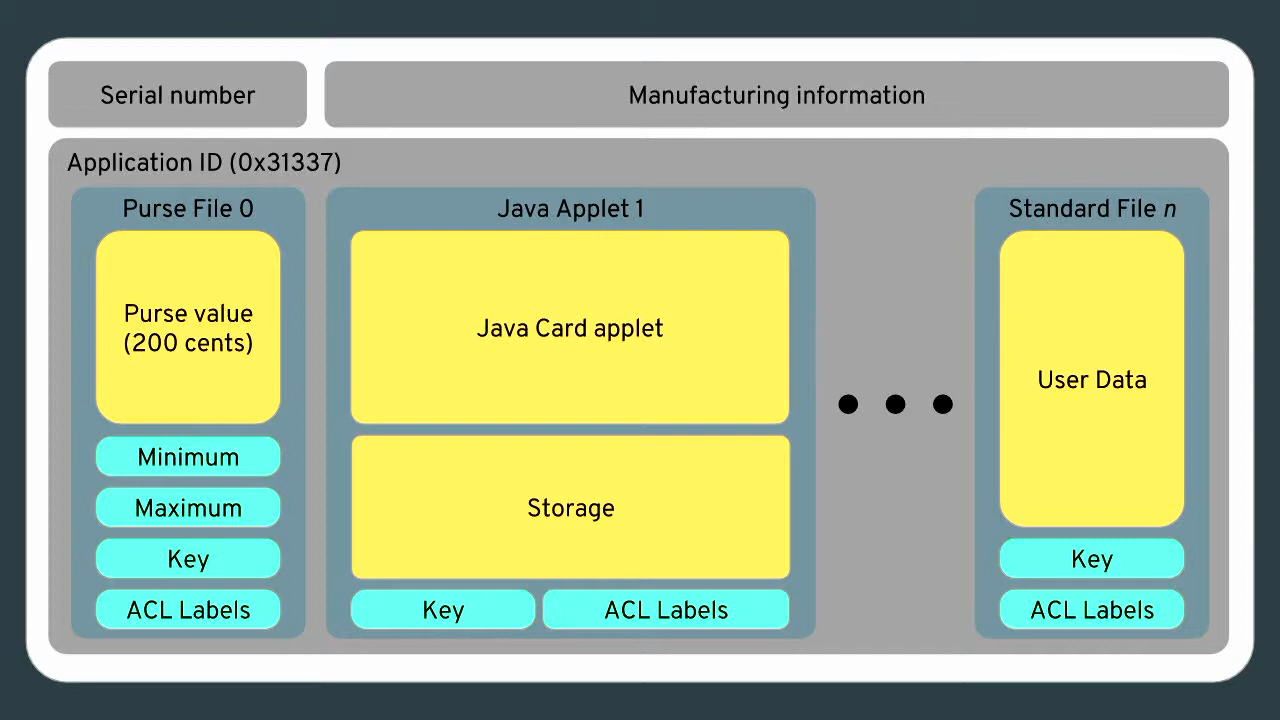 Serial number
Manufacturing information
Application ID (0x31337)
Purse File 0
Purse value
(200 cents)
Minimum
Maximum
Key
ACL Labels
Java Applet 1
Java Card applet
Storage
Key
ACL Labels
Standard File n
User Data
Key
ACL Labels